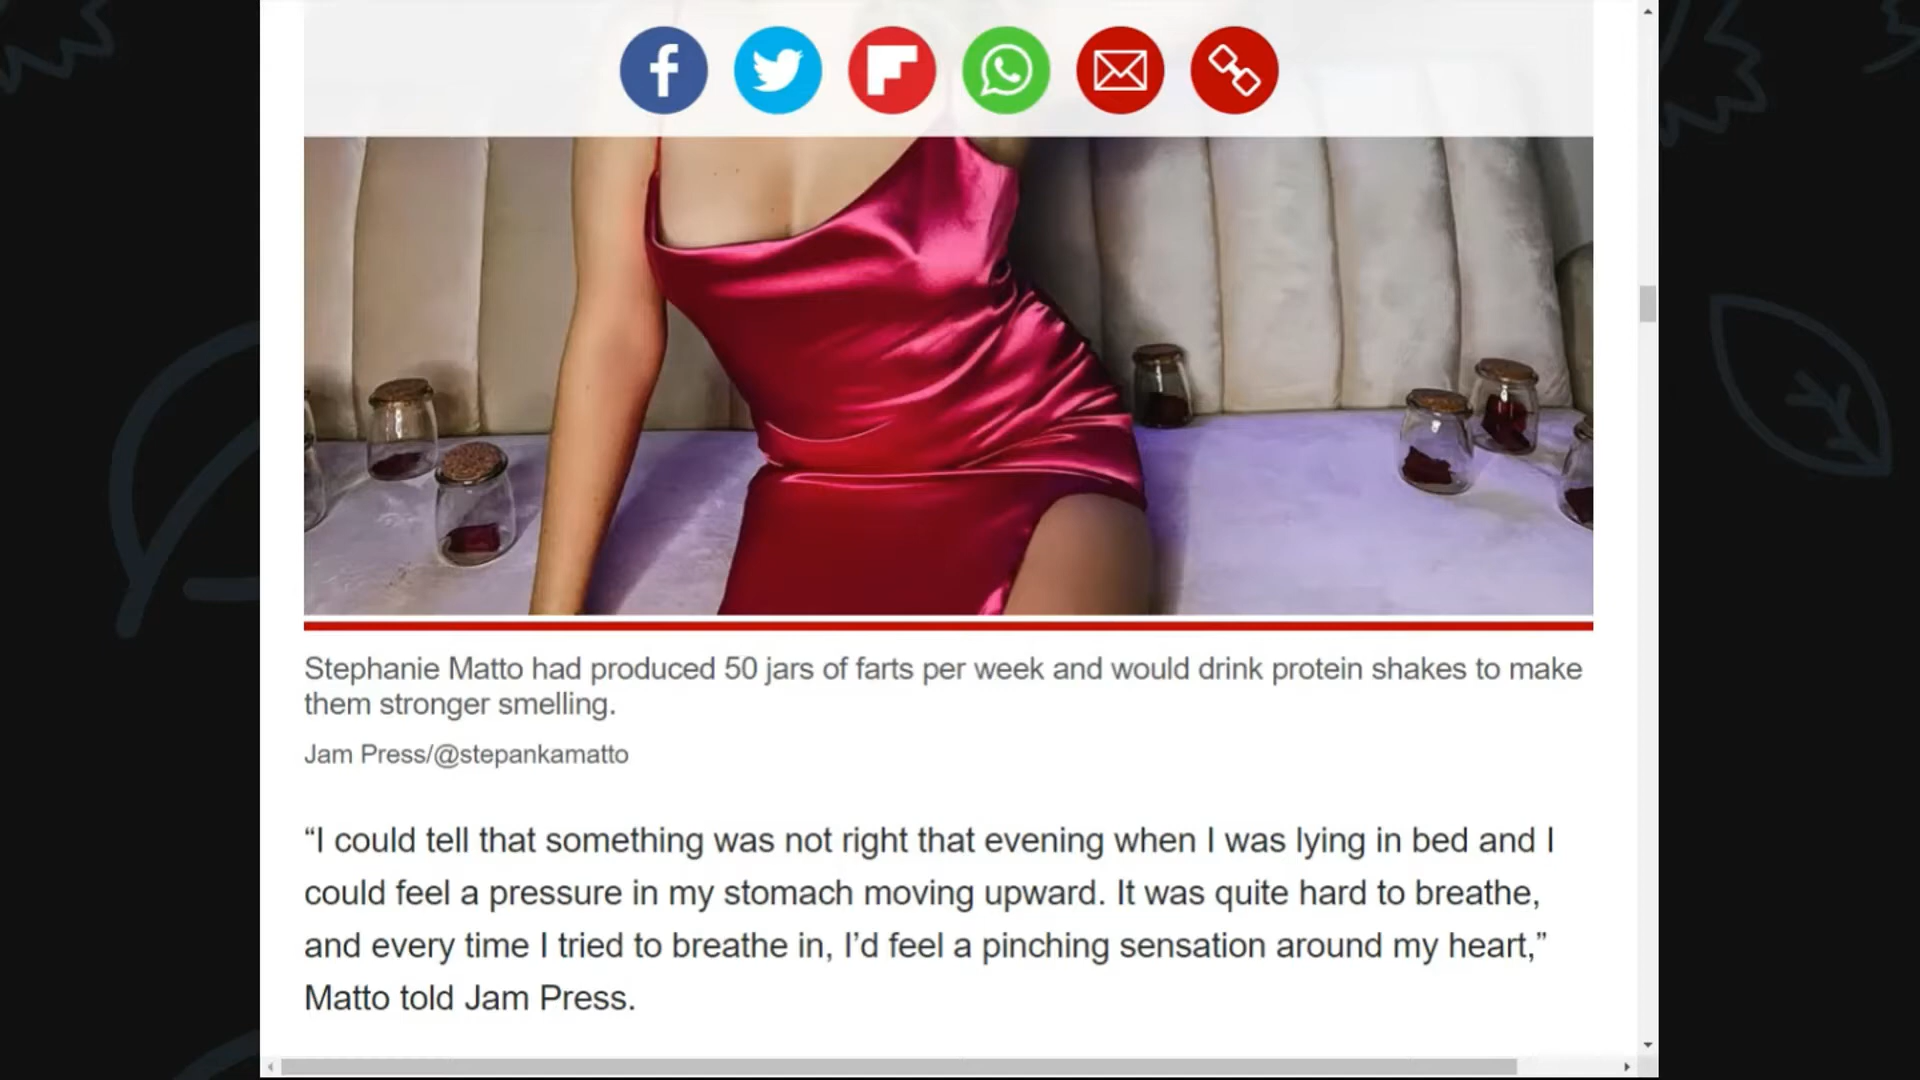 Stephanie Matto had produced 50 jars of farts per week and would drink protein shakes to make
them stronger smelling.
Jam Press/@stepankamatto
“I could tell that something was not right that evening when I was lying in bed and I
could feel a pressure in my stomach moving upward. It was quite hard to breathe,
and every time I tried to breathe in, I’d feel a pinching sensation around my heart,”
Matto told Jam Press.